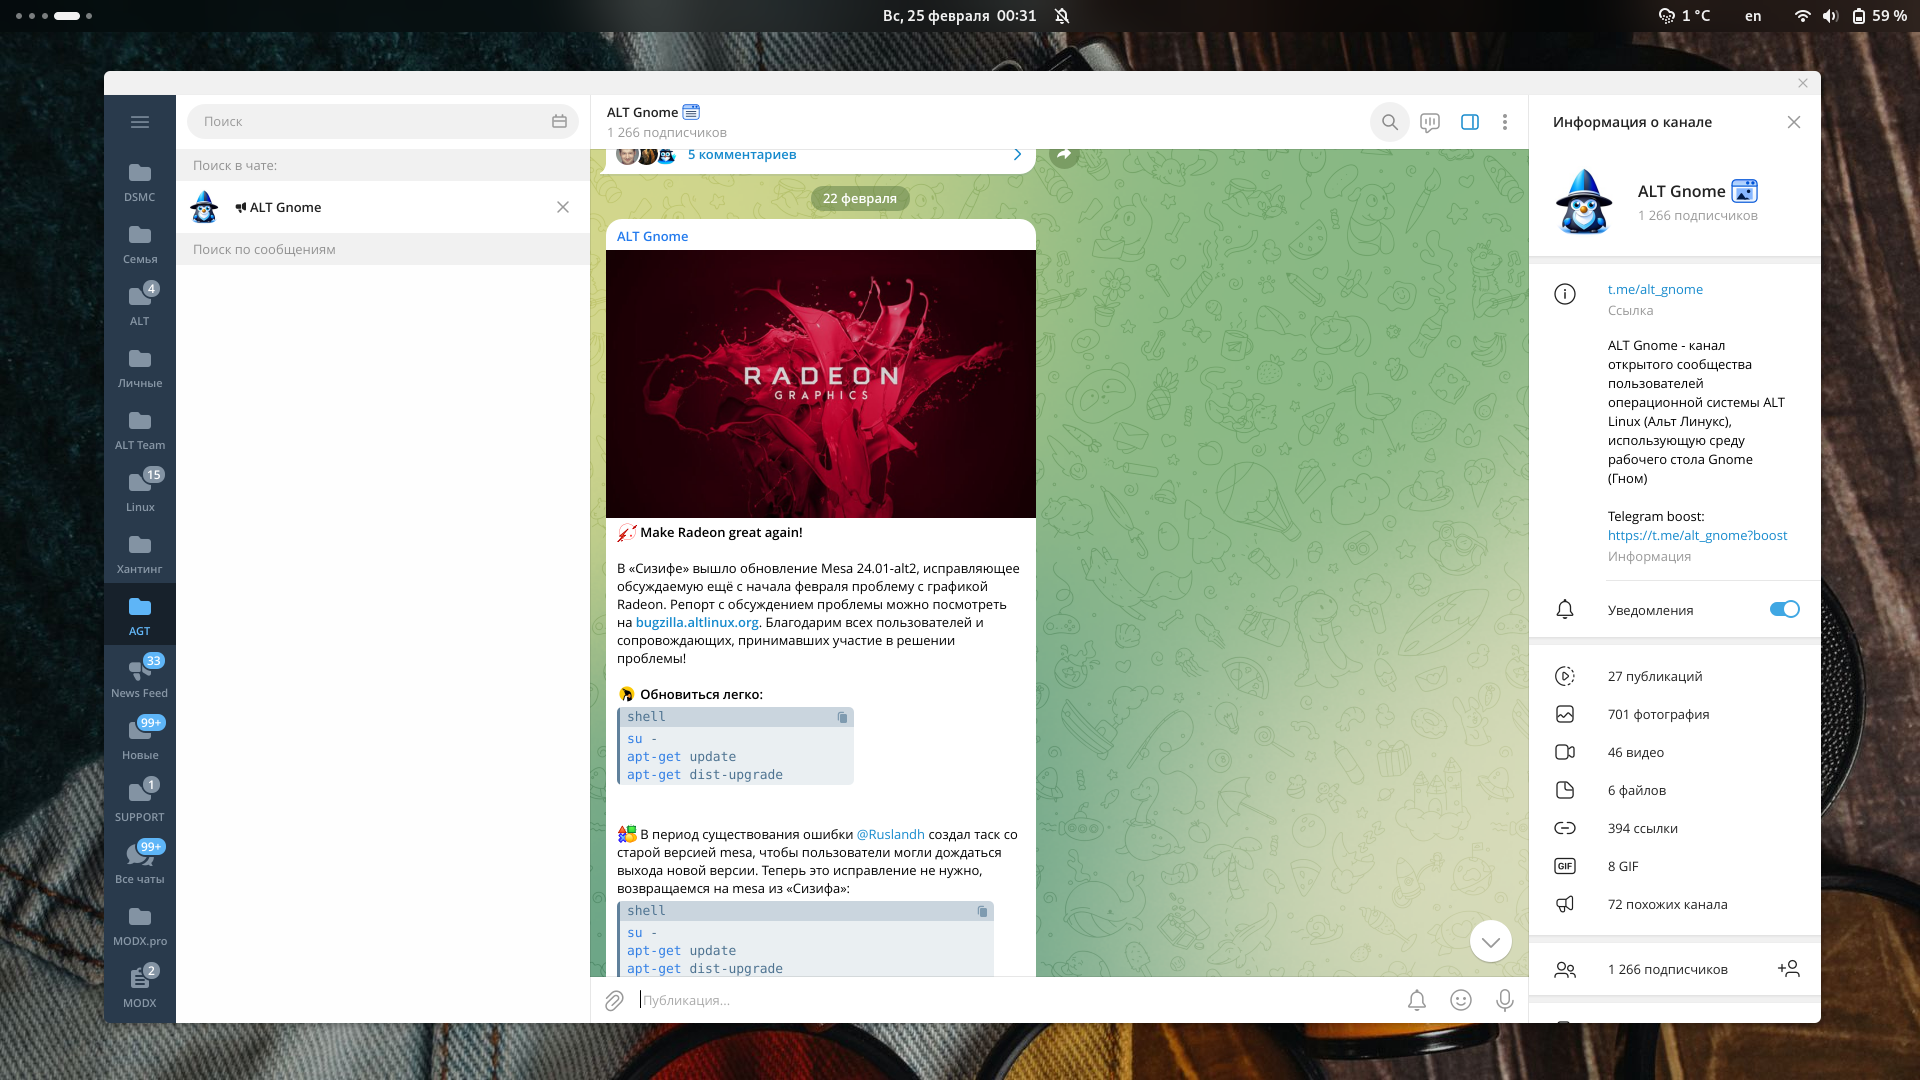 Вс, 25 февраля 00:31
1 °C
en
59 %
DSMC
Семья
4
ALT
Личные
ALT Team
15
Linux
Хантинг
AGT
33
News Feed
99+
Новые
1
SUPPORT
99+
Все чаты
MODX.pro
2
MODX
Поиск
Поиск в чате:
ALT Gnome
Поиск по сообщениям
ALT Gnome
1 266 подписчиков
5 комментариев
22 февраля
ALT Gnome
RADEON
GRAPHICS
Make Radeon great again!
В «Сизифе» вышло обновление Mesa 24.01-alt2, исправляющее
обсуждаемую ещё с начала февраля проблему с графикой
Radeon. Репорт с обсуждением проблемы можно посмотреть
на bugzilla.altlinux.org. Благодарим всех пользователей и
сопровождающих, принимавших участие в решении
проблемы!
Обновиться легко:
shell
su -
apt-get update
apt-get dist-upgrade
В период существования ошибки @Ruslandh создал таск со
старой версией mesa, чтобы пользователи могли дождаться
выхода новой версии. Теперь это исправление не нужно,
возвращаемся на mesa из «Сизифа»:
shell
su -
apt-get update
apt-get dist-upgrade
Публикация...
Информация о канале
ALT Gnome
1 266 подписчиков
t.me/alt_gnome
Ссылка
ALT Gnome - канал
открытого сообщества
пользователей
операционной системы ALT
Linux (Альт Линукс),
использующую среду
рабочего стола Gnome
(Гном)
Telegram boost:
https://t.me/alt_gnome?boost
Информация
Уведомления
27 публикаций
701 фотография
46 видео
6 файлов
394 ссылки
GIF
8 GIF
72 похожих канала
1 266 подписчиков